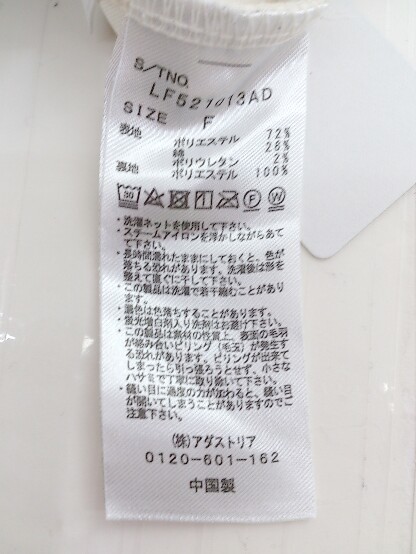 S/TNO.
LF521013AD
SIZE F
表地 ポリエステル 72%
綿 26%
ポリウレタン 2%
裏地 ポリエステル 100%
30
F W
・洗濯ネットを使用して下さい。
・スチームアイロンを浮かしながらあて
て下さい。
・長時間濡れたままにしておくと、色が
落ちる恐れがあります。洗濯後は形を
整えて直ぐに干して下さい。
・この製品は洗濯で若干縮むことがあり
ます。
・濃色は色落ちすることがあります。
・蛍光増白剤入り洗剤はお避け下さい。
・この製品は素材の性質上、表面の毛羽
が絡み合いピリング(毛玉)が発生す
る恐れがあります。ピリングが出来て
しまったら引っ張ろうとせず、小さな
ハサミで丁寧に取り除いて下さい。
・縫い目に過度の力が加わると、縫い目
が開いてしまうことがありますのでご
注意下さい。
(株)アダストリア
0120-601-162
中国製